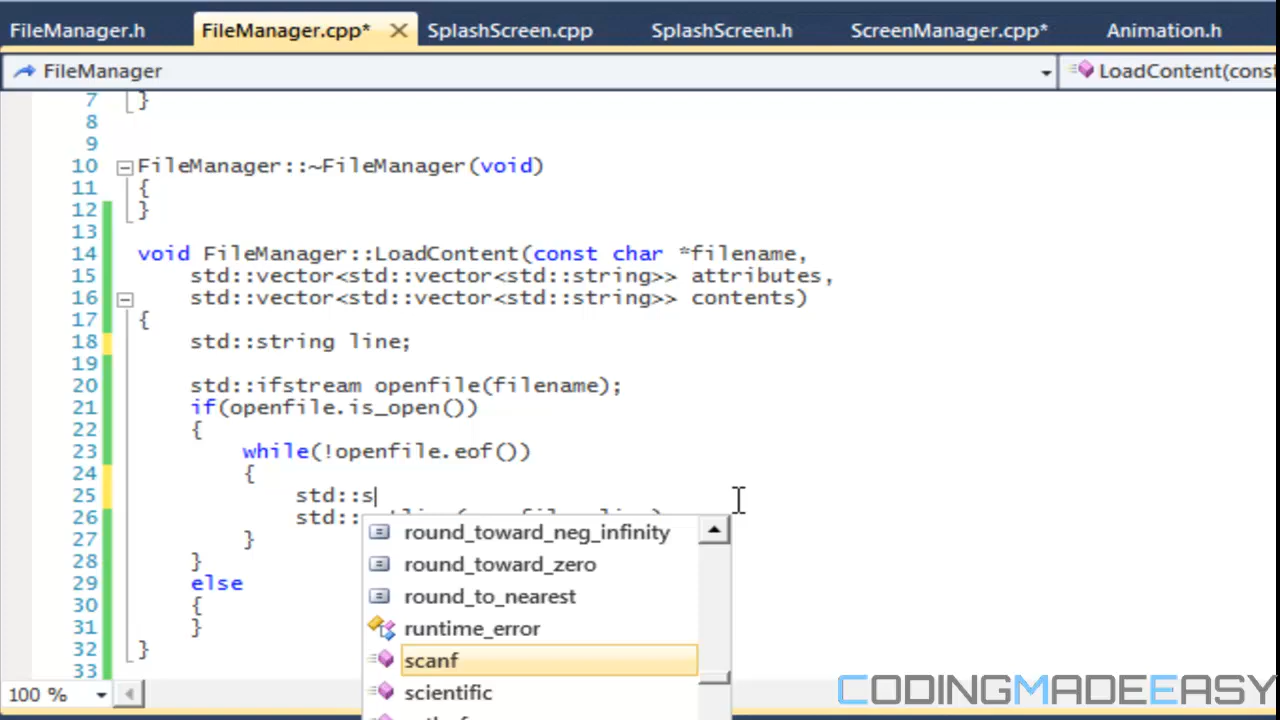 FileManager.h FileManager.cpp* SplashScreen.cpp SplashScreen.h ScreenManager.cpp* Animation.h
FileManager LoadContent(const
7 }
8
9
10 FileManager::~FileManager(void)
11 {
12 }
13
14 void FileManager::LoadContent(const char *filename,
15 std::vector<std::vector<std::string>> attributes,
16 std::vector<std::vector<std::string>> contents)
17 {
18 std::string line;
19
20 std::ifstream openfile(filename);
21 if(openfile.is_open())
22 {
23 while(!openfile.eof())
24 {
25 std::s
26 std::
27 }
28 }
29 else
30 {
31 }
32 }
33
round_toward_neg_infinity
round_toward_zero
round_to_nearest
runtime_error
scanf
scientific
100 %
CODINGMADEEASY